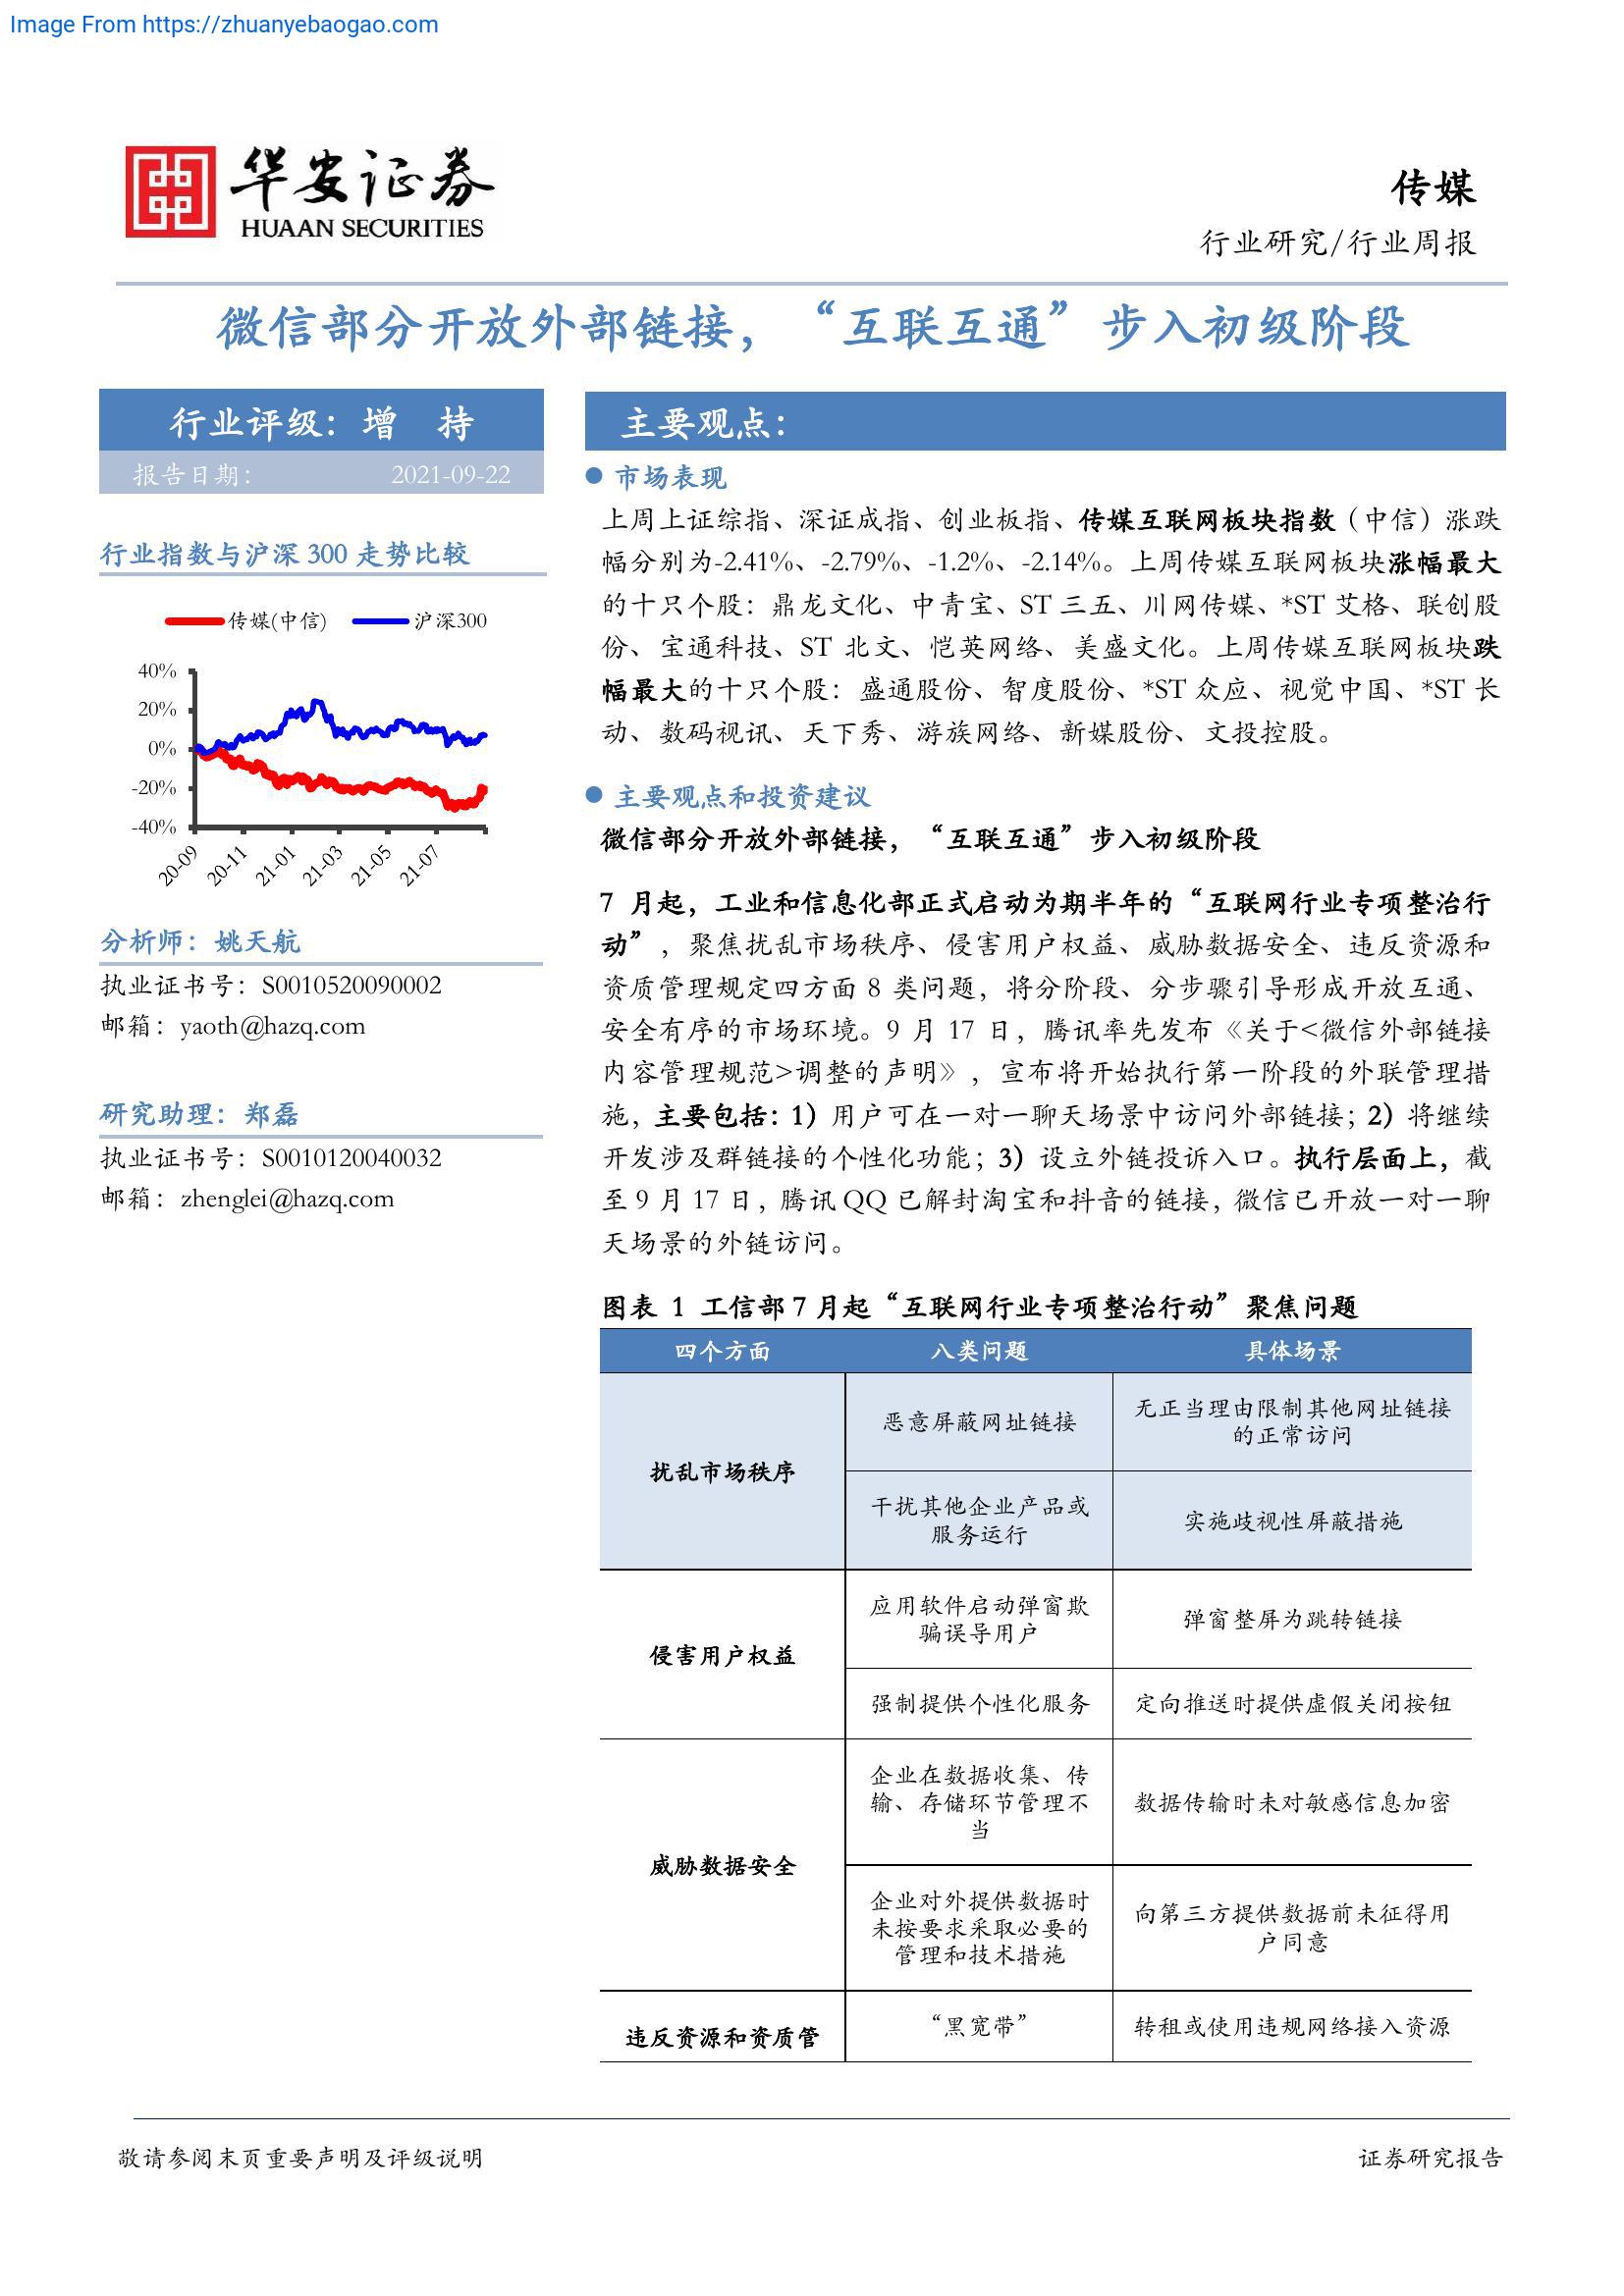 Image From https://zhuanyebaogao.com
华安证券
HUAAN SECURITIES
传媒
行业研究/行业周报
微信部分开放外部链接，“互联互通”步入初级阶段
行业评级：增 持
报告日期： 2021-09-22
行业指数与沪深 300 走势比较
传媒(中信) 沪深300
40%
20%
0%
-20%
-40%
20-09 20-11 21-01 21-03 21-05 21-07
分析师：姚天航
执业证书号：S0010520090002
邮箱：yaoth@hazq.com
研究助理：郑磊
执业证书号：S0010120040032
邮箱：zhenglei@hazq.com
主要观点：
市场表现
上周上证综指、深证成指、创业板指、传媒互联网板块指数（中信）涨跌
幅分别为-2.41%、-2.79%、-1.2%、-2.14%。上周传媒互联网板块涨幅最大
的十只个股：鼎龙文化、中青宝、ST 三五、川网传媒、*ST 艾格、联创股
份、宝通科技、ST 北文、恺英网络、美盛文化。上周传媒互联网板块跌
幅最大的十只个股：盛通股份、智度股份、*ST 众应、视觉中国、*ST 长
动、数码视讯、天下秀、游族网络、新媒股份、文投控股。
主要观点和投资建议
微信部分开放外部链接，“互联互通”步入初级阶段
7 月起，工业和信息化部正式启动为期半年的“互联网行业专项整治行
动”，聚焦扰乱市场秩序、侵害用户权益、威胁数据安全、违反资源和
资质管理规定四方面 8 类问题，将分阶段、分步骤引导形成开放互通、
安全有序的市场环境。9 月 17 日，腾讯率先发布《关于<微信外部链接
内容管理规范>调整的声明》，宣布将开始执行第一阶段的外联管理措
施，主要包括：1）用户可在一对一聊天场景中访问外部链接；2）将继续
开发涉及群链接的个性化功能；3）设立外链投诉入口。执行层面上，截
至 9 月 17 日，腾讯 QQ 已解封淘宝和抖音的链接，微信已开放一对一聊
天场景的外链访问。
图表 1 工信部 7 月起“互联网行业专项整治行动”聚焦问题
四个方面 八类问题 具体场景
扰乱市场秩序
恶意屏蔽网址链接
无正当理由限制其他网址链接
的正常访问
干扰其他企业产品或
服务运行
实施歧视性屏蔽措施
侵害用户权益
应用软件启动弹窗欺
骗误导用户
弹窗整屏为跳转链接
强制提供个性化服务
定向推送时提供虚假关闭按钮
威胁数据安全
企业在数据收集、传
输、存储环节管理不
当
数据传输时未对敏感信息加密
企业对外提供数据时
未按要求采取必要的
管理和技术措施
向第三方提供数据前未征得用
户同意
违反资源和资质管
“黑宽带”
转租或使用违规网络接入资源
敬请参阅末页重要声明及评级说明
证券研究报告